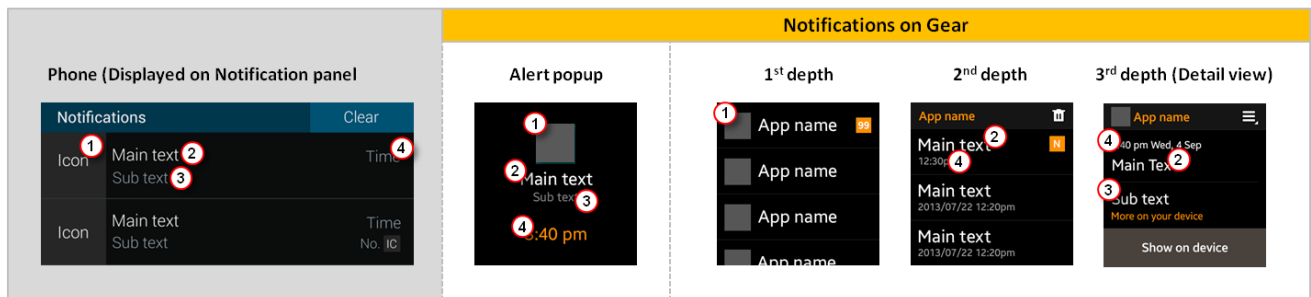 Notifications on Gear
Phone (Displayed on Notification panel
Alert popup
1st depth
2nd depth
3rd depth (Detail view)
Notifications
Clear
1
Icon
Main text
2
Sub text
3
Time
4
Icon
Main text
Sub text
Time
No. IC
1
2
Main text
Sub text
3
4
:40 pm
1
App name
99
App name
App name
App name
App name
2
Main text
N
12:30p
4
Main text
2013/07/22 12:20pm
Main text
2013/07/22 12:20pm
App name
4
40 pm Wed, 4 Sep
Main Tex
2
3
Sub text
More on your device
Show on device